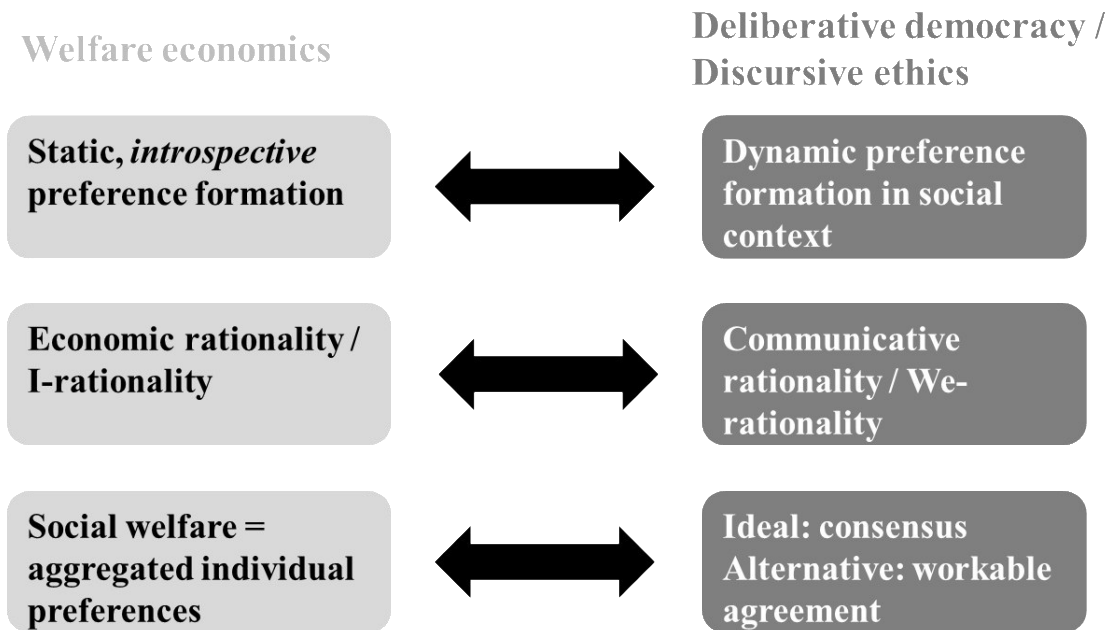 Welfare economics
Deliberative democracy /
Discursive ethics
Static, introspective
preference formation
Dynamic preference
formation in social
context
Economic rationality /
I-rationality
Communicative
rationality / We-
rationality
Social welfare =
aggregated individual
preferences
Ideal: consensus
Alternative: workable
agreement